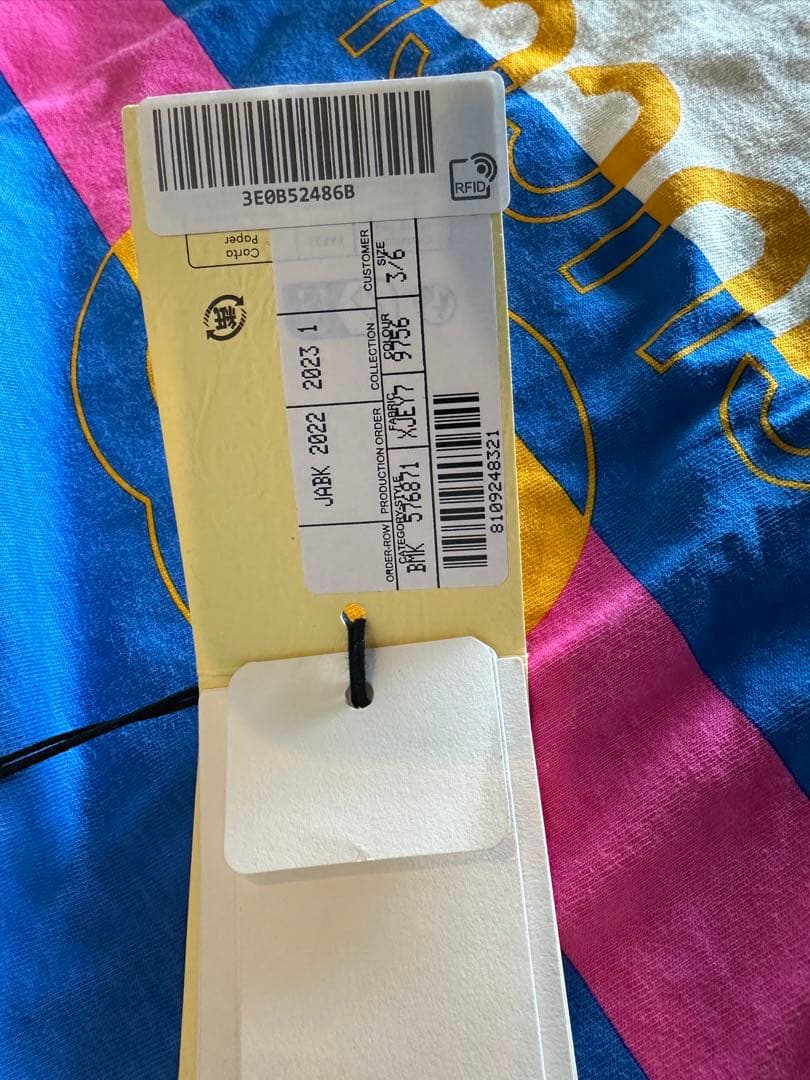 3E0B52486B
RFID
Carta
Paper
CUSTOMER
SIZE
3/6
2023 1
COLLECTION
COLOUR
9756
JABK 2022
PRODUCTION ORDER
FABRIC
XJEY7
ORDER-ROW
CATEGORY-STYLE
BMK 576871
8109248321